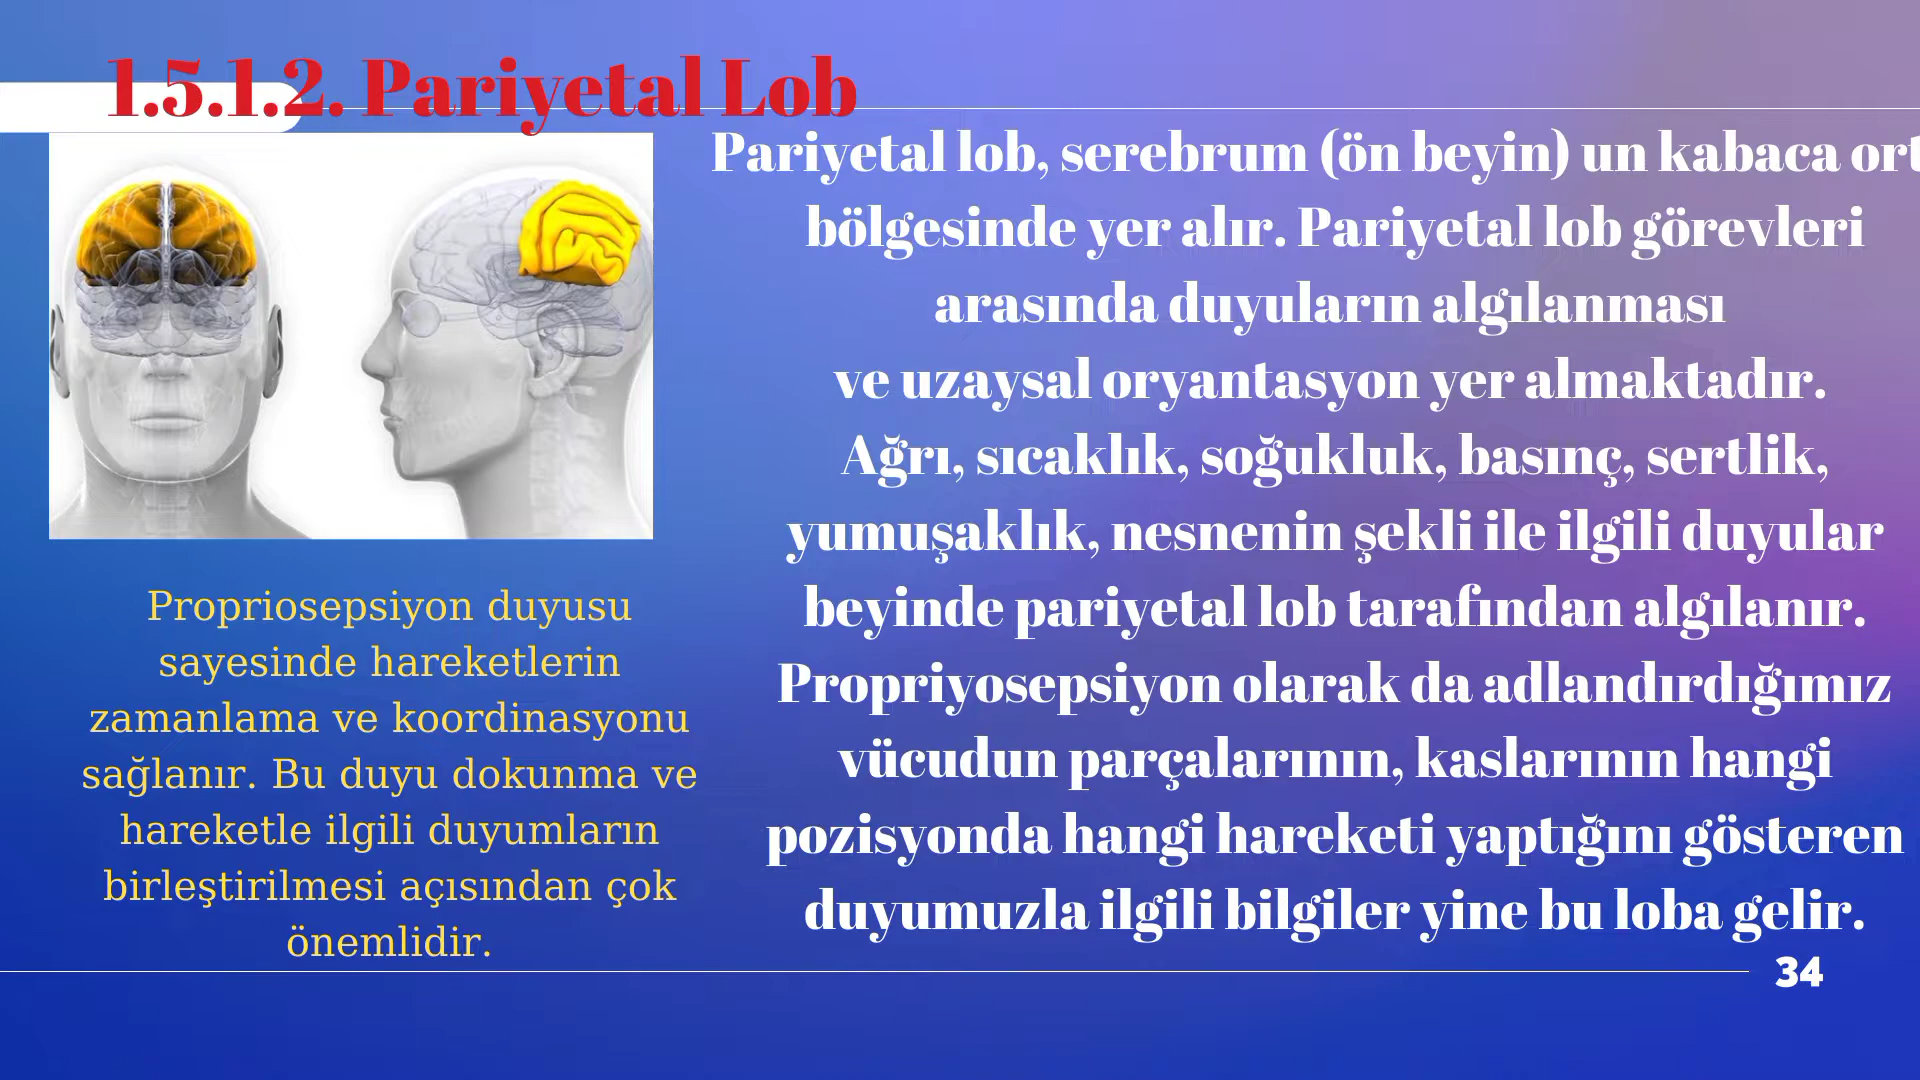 1.5.1.2. Pariyetal Lob
Pariyetal lob, serebrum (ön beyin) un kabaca ort
bölgesinde yer alır. Pariyetal lob görevleri
arasında duyuların algılanması
ve uzaysal oryantasyon yer almaktadır.
Ağrı, sıcaklık, soğukluk, basınç, sertlik,
yumuşaklık, nesnenin şekli ile ilgili duyular
beyinde pariyetal lob tarafından algılanır.
Propriyosepsiyon olarak da adlandırdığımız
vücudun parçalarının, kaslarının hangi
pozisyonda hangi hareketi yaptığını gösteren
duyumuzla ilgili bilgiler yine bu loba gelir.
Propriosepsiyon duyusu
sayesinde hareketlerin
zamanlama ve koordinasyonu
sağlanır. Bu duyu dokunma ve
hareketle ilgili duyumların
birleştirilmesi açısından çok
önemlidir.
34